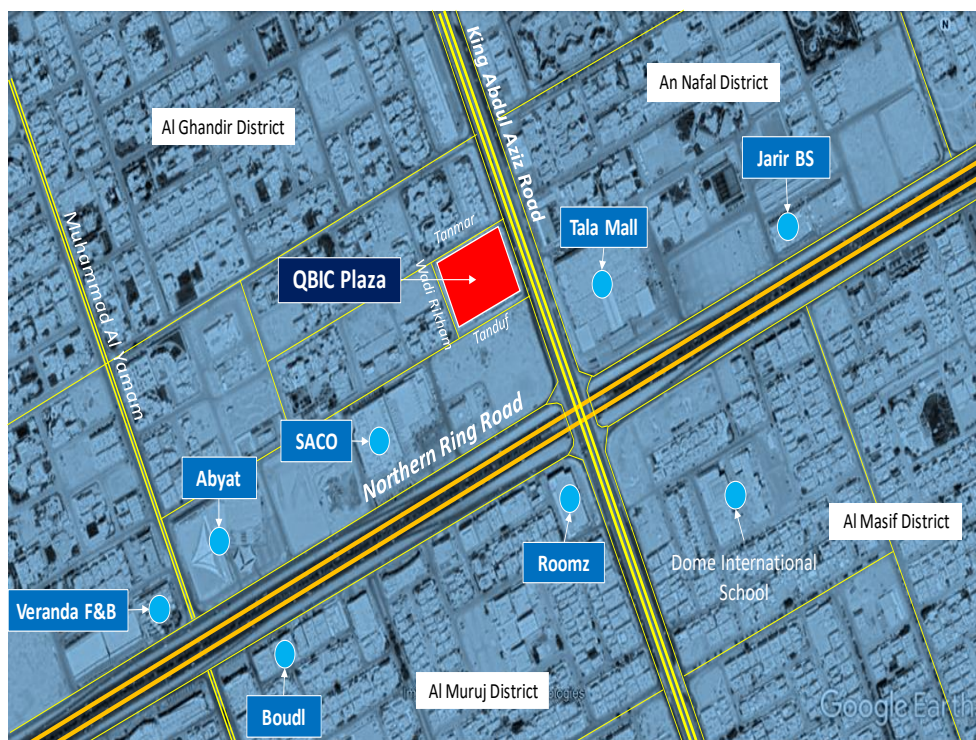 N
King Abdul Aziz Road
An Nafal District
Al Ghandir District
Jarir BS
Muhammad Al Yamam
Tanmar
Tala Mall
QBIC Plaza
Wadi Rikham
Tanduf
Northern Ring Road
SACO
Abyat
Al Masif District
Roomz
Dome International
School
Veranda F&B
Al Muruj District
Boudl
Google Earth